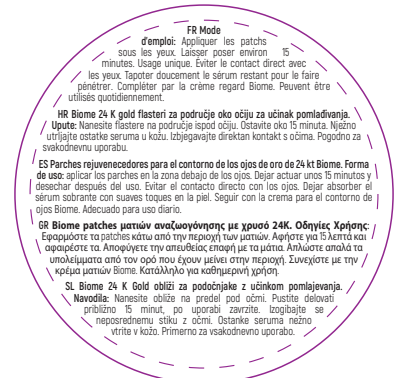 FR Mode
d'emploi: Appliquer les patchs
sous les yeux. Laisser poser environ 15
minutes. Usage unique. Éviter le contact direct avec
les yeux. Tapoter doucement le sérum restant pour le faire
pénétrer. Compléter par la crème regard Biome. Peuvent être
utilisés quotidiennement.
HR Biome 24 K gold flasteri za područje oko očiju za učinak pomlađivanja.
Upute: Nanesite flastere na područje ispod očiju. Ostavite oko 15 minuta. Nježno
utrljajte ostatke seruma u kožu. Izbjegavajte direktan kontakt s očima. Pogodno za
svakodnevnu uporabu.
ES Parches rejuvenecedores para el contorno de los ojos de oro de 24 kt Biome. Forma
de uso: aplicar los parches en la zona debajo de los ojos. Dejar actuar unos 15 minutos y
desechar después del uso. Evitar el contacto directo con los ojos. Dejar absorber el
sérum sobrante con suaves toques en la piel. Seguir con la crema para el contorno de
ojos Biome. Adecuado para uso diario.
GR Biome patches ματιών αναζωογόνησης με χρυσό 24K. Οδηγίες Χρήσης:
Εφαρμόστε τα patches κάτω από την περιοχή των ματιών. Αφήστε για 15 λεπτά και
αφαιρέστε τα. Αποφύγετε την απευθείας επαφή με τα μάτια. Απλώστε απαλά τα
υπολείμματα από τον ορό που έχουν μείνει στην περιοχή. Συνεχίστε με την
κρέμα ματιών Biome. Κατάλληλο για καθημερινή χρήση.
SL Biome 24 K Gold obliži za podočnjake z učinkom pomlajevanja.
Navodila: Nanesite obliže na predel pod očmi. Pustite delovati
približno 15 minut, po uporabi zavrzite. Izogibajte se
neposrednemu stiku z očmi. Ostanke seruma nežno
vtrite v kožo. Primerno za vsakodnevno uporabo.